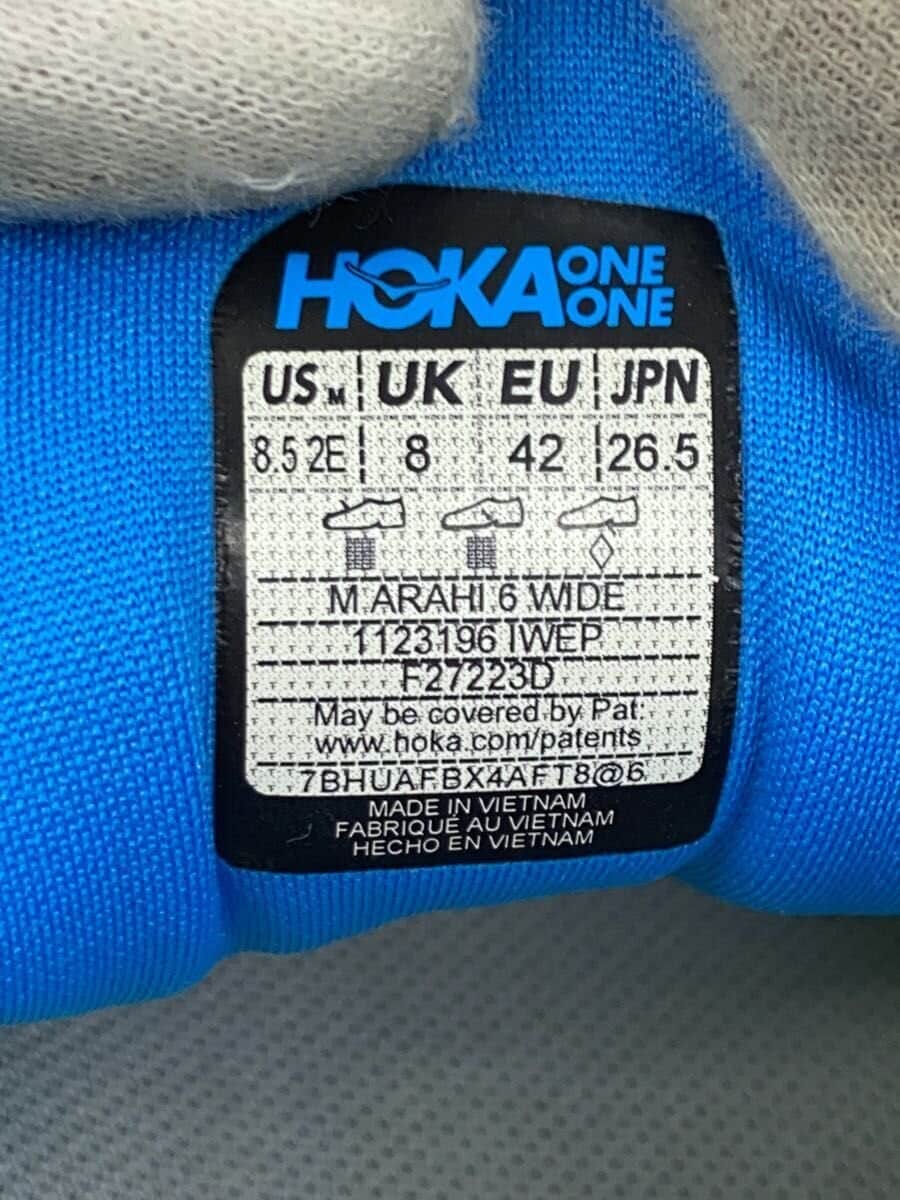 HOKA ONE ONE
US M UK EU JPN
8.5 2E 8 42 26.5
M ARAHI 6 WIDE
1123196 IWEP
F27223D
May be covered by Pat:
www.hoka.com/patents
7BHUAFBX4AFT8@6
MADE IN VIETNAM
FABRIQUÉ AU VIETNAM
HECHO EN VIETNAM